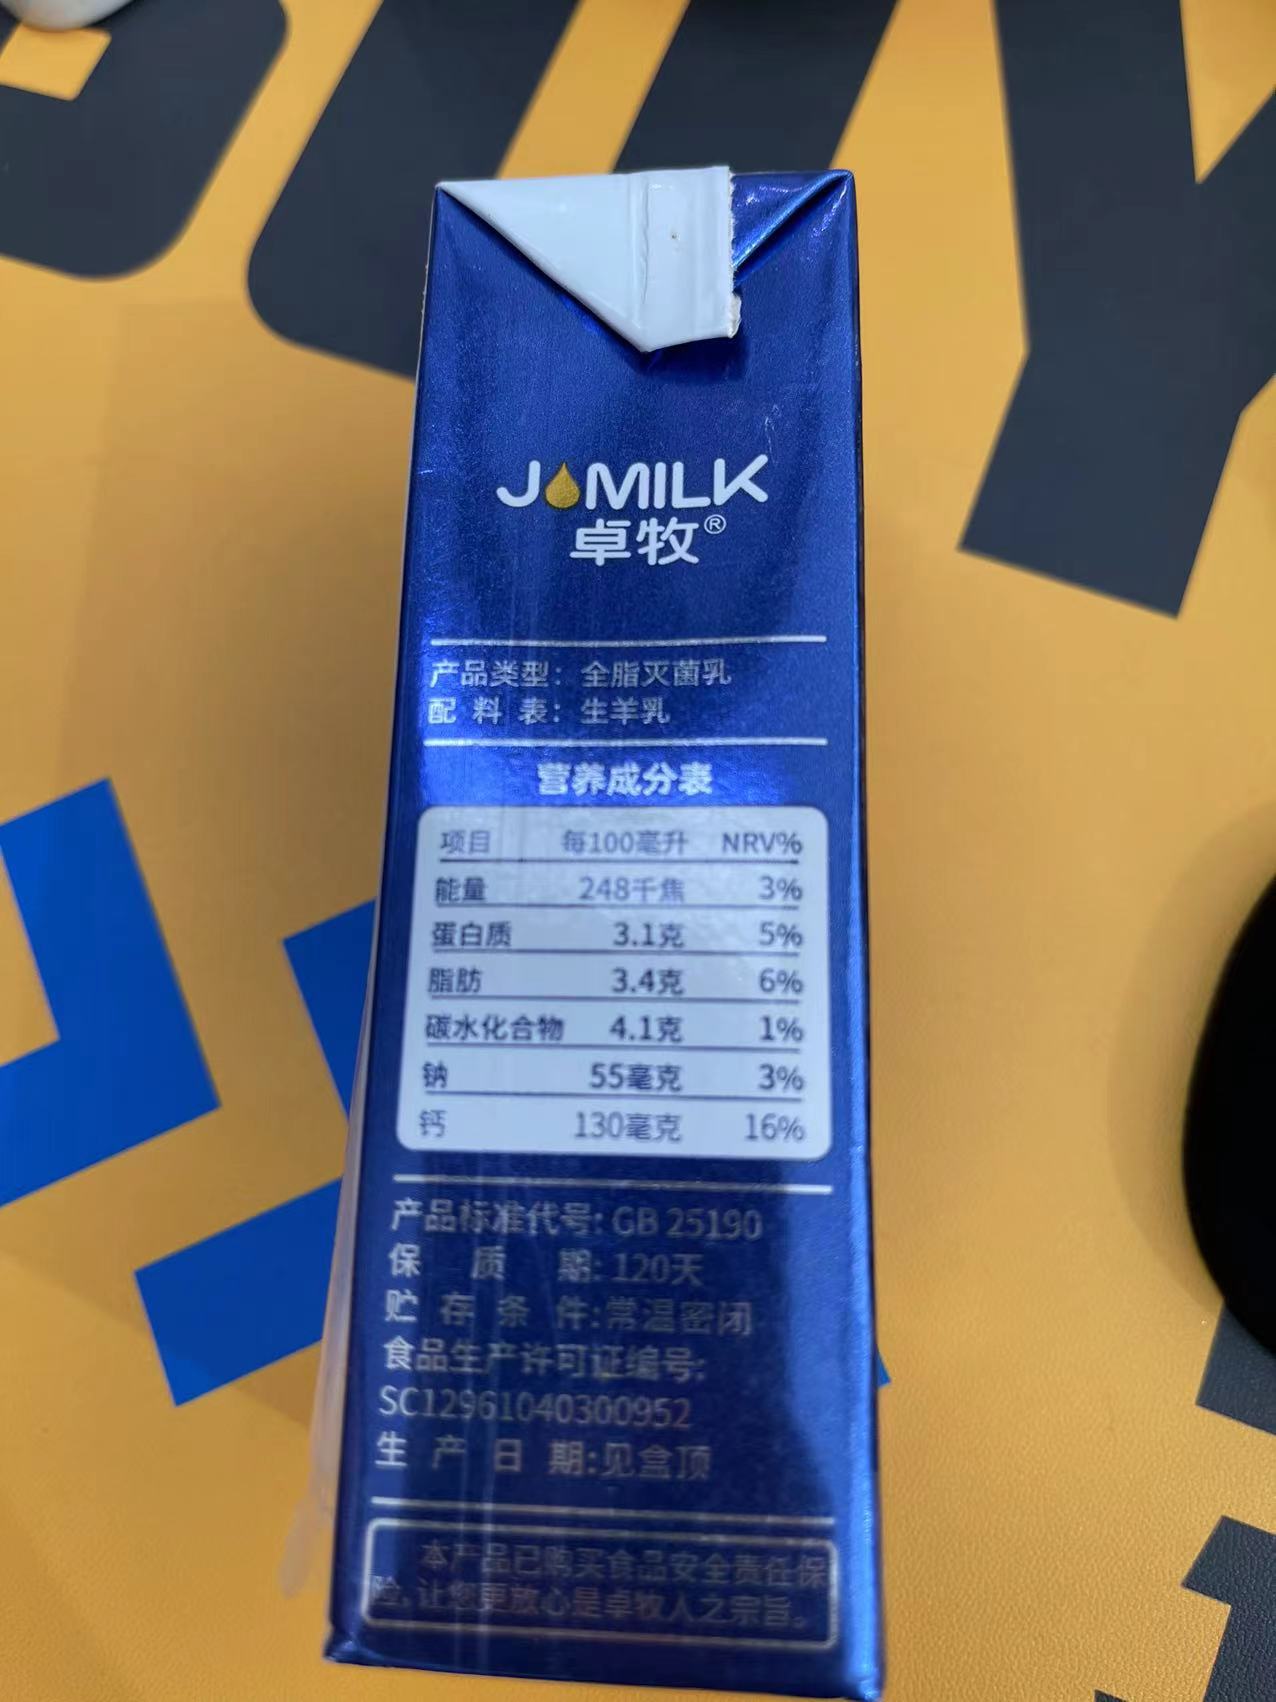 JMILK
卓牧®
产品类型：全脂灭菌乳
配料表：生羊乳
营养成分表
项目 每100毫升 NRV%
能量 248千焦 3%
蛋白质 3.1克 5%
脂肪 3.4克 6%
碳水化合物 4.1克 1%
钠 55毫克 3%
钙 130毫克 16%
产品标准代号：GB 25190
保质期：120天
贮存条件：常温密闭
食品生产许可证编号：
SC12961040300952
生产日期：见盒顶
本产品已购买食品安全责任保
险，让您更放心是卓牧人之宗旨。